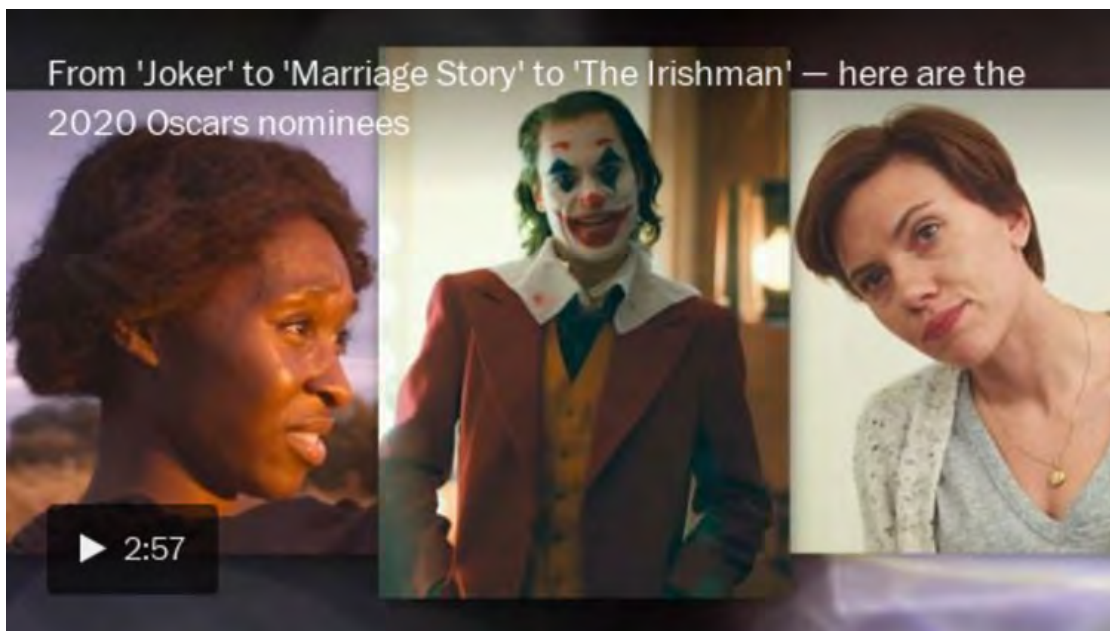 From 'Joker' to 'Marriage Story' to 'The Irishman' — here are the
2020 Oscars nominees
2:57